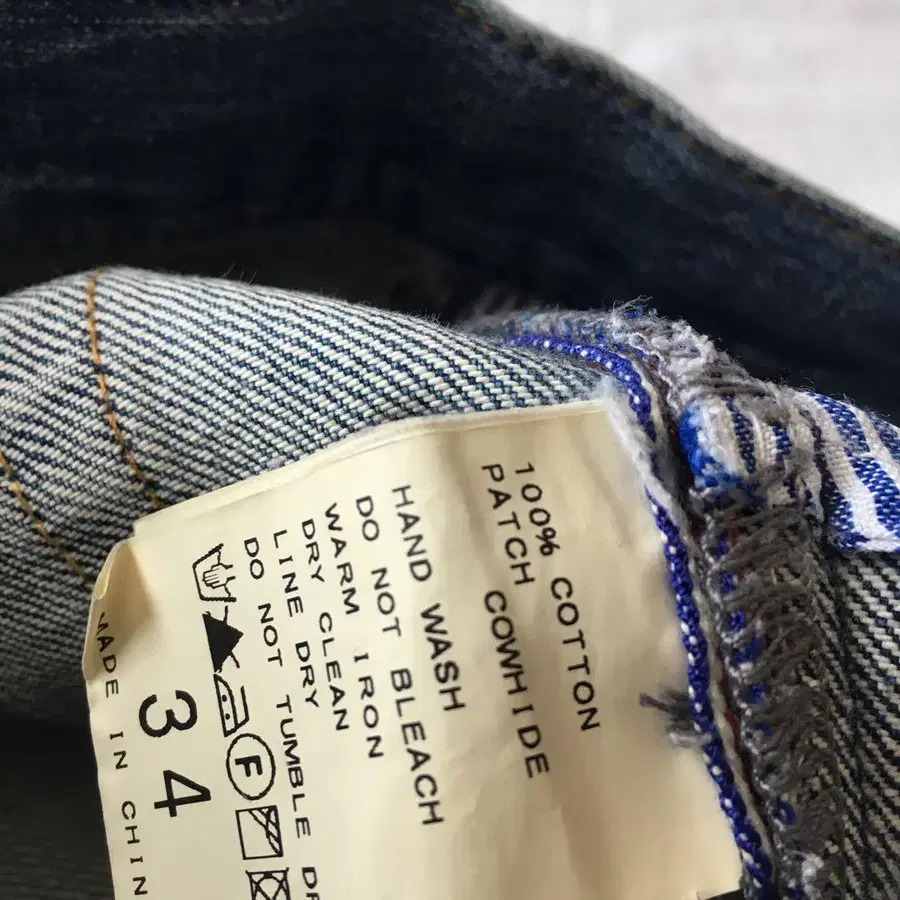 100% COTTON
PATCH COWHIDE
HAND WASH
DO NOT BLEACH
WARM IRON
DRY CLEAN
LINE DRY
DO NOT TUMBLE DR
F
34
MADE IN CHIN